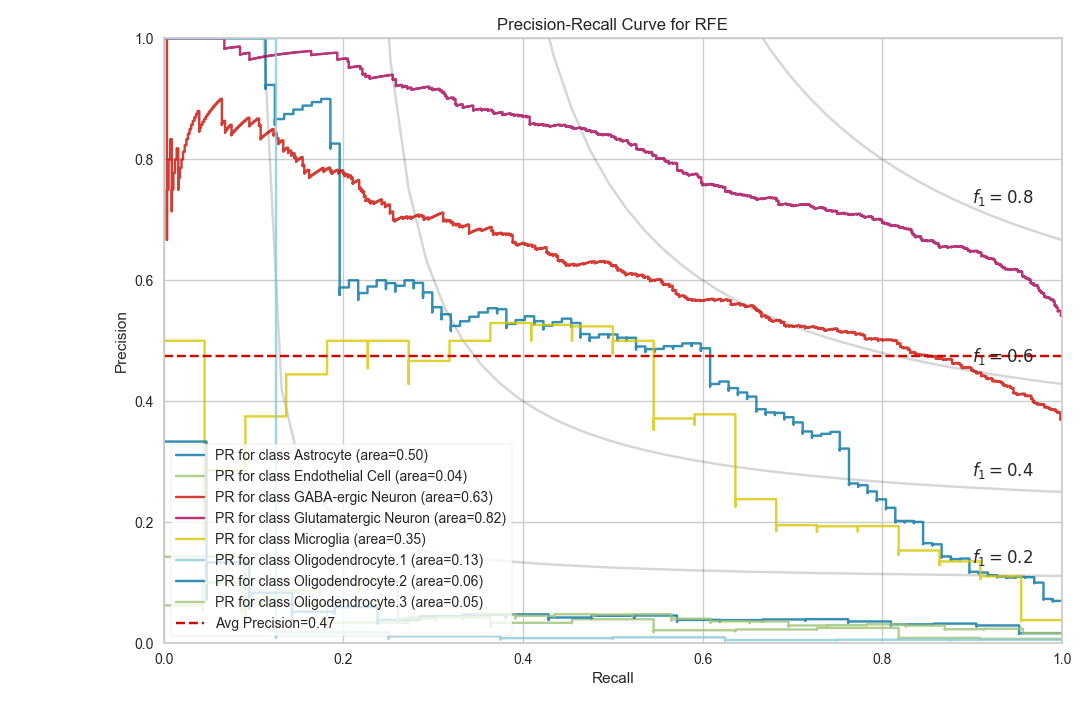 Precision-Recall Curve for RFE
1.0
0.8
0.6
0.4
0.2
0.0
Precision
f1 = 0.8
f1 = 0.6
f1 = 0.4
f1 = 0.2
PR for class Astrocyte (area=0.50)
PR for class Endothelial Cell (area=0.04)
PR for class GABA-ergic Neuron (area=0.63)
PR for class Glutamatergic Neuron (area=0.82)
PR for class Microglia (area=0.35)
PR for class Oligodendrocyte.1 (area=0.13)
PR for class Oligodendrocyte.2 (area=0.06)
PR for class Oligodendrocyte.3 (area=0.05)
Avg Precision=0.47
0.0 0.2 0.4 0.6 0.8 1.0
Recall